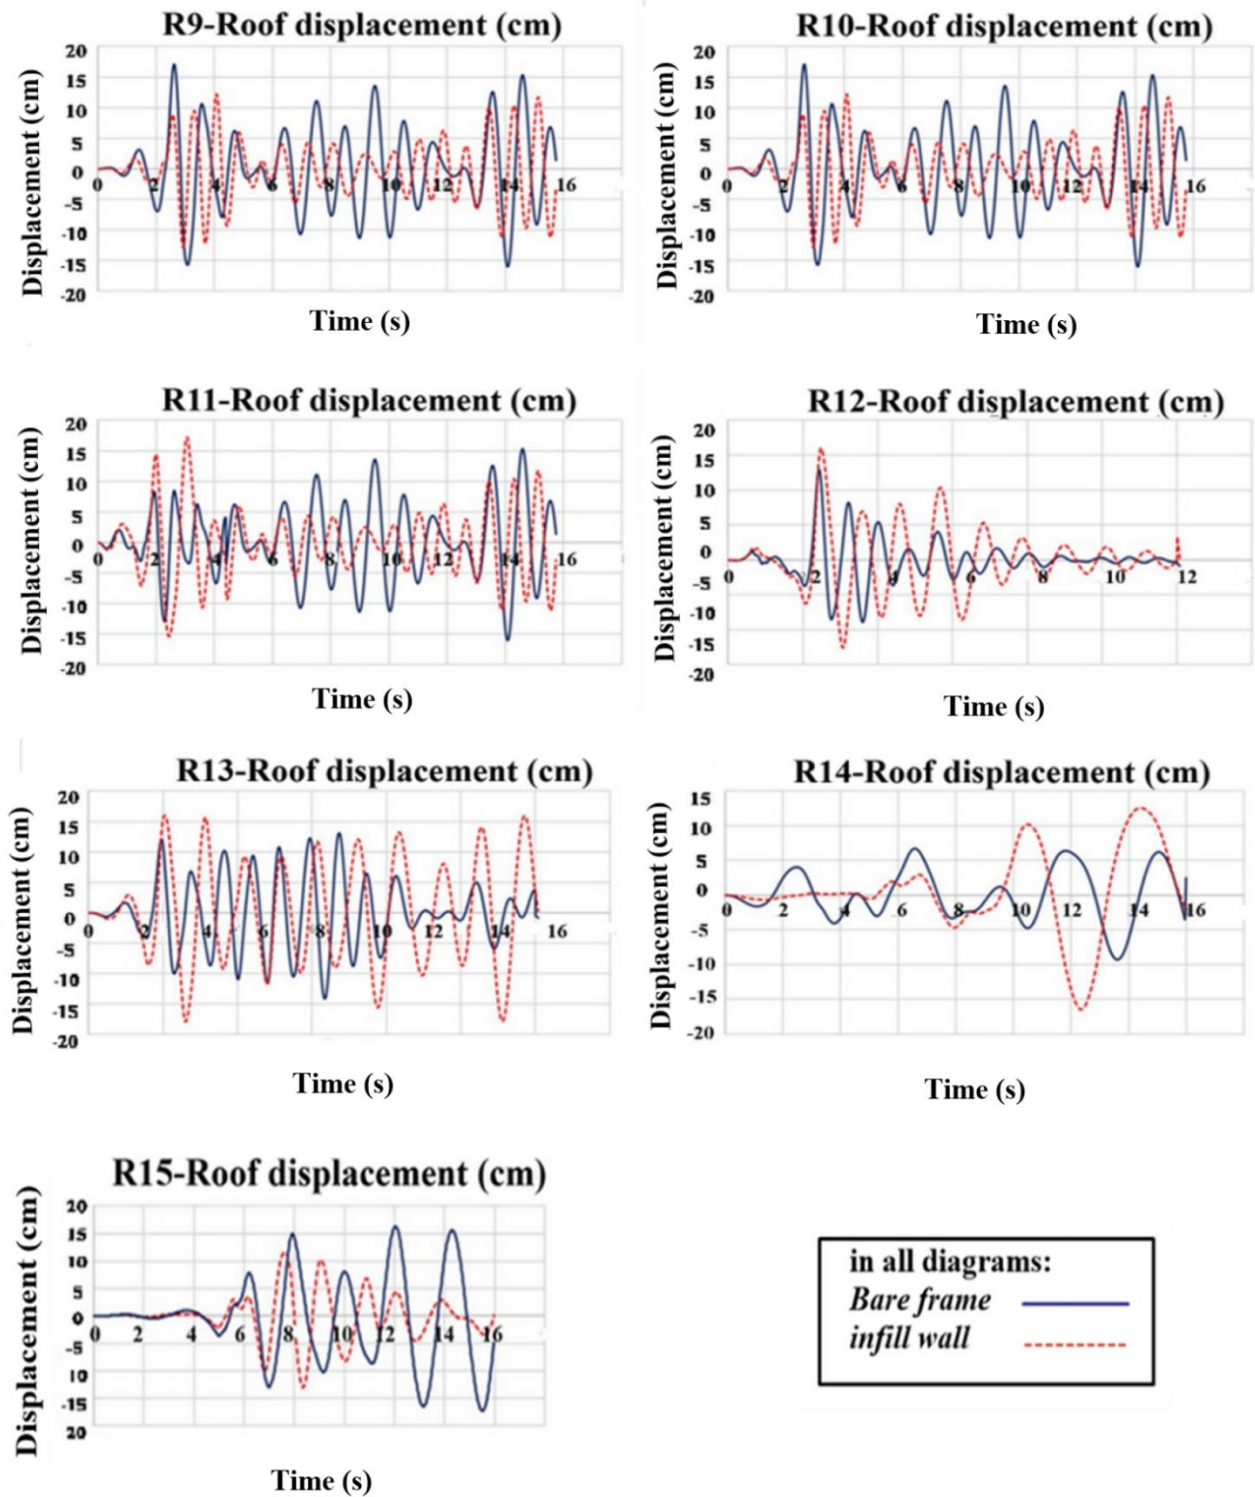 R9-Roof displacement (cm)
Displacement (cm)
20
15
10
5
0
-5
-10
-15
-20
0 2 4 6 8 10 12 14 16
Time (s)
R10-Roof displacement (cm)
Displacement (cm)
20
15
10
5
0
-5
-10
-15
-20
0 2 4 6 8 10 12 14 16
Time (s)
R11-Roof displacement (cm)
Displacement (cm)
20
15
10
5
0
-5
-10
-15
-20
0 2 4 6 8 10 12 14 16
Time (s)
R12-Roof displacement (cm)
Displacement (cm)
20
15
10
5
0
-5
-10
-15
-20
0 2 4 6 8 10 12
Time (s)
R13-Roof displacement (cm)
Displacement (cm)
20
15
10
5
0
-5
-10
-15
-20
0 2 4 6 8 10 12 14 16
Time (s)
R14-Roof displacement (cm)
Displacement (cm)
15
10
5
0
-5
-10
-15
-20
0 2 4 6 8 10 12 14 16
Time (s)
R15-Roof displacement (cm)
Displacement (cm)
20
15
10
5
0
-5
10
-15
20
0 2 4 6 8 10 12 14 16
Time (s)
in all diagrams:
Bare frame
infill wall